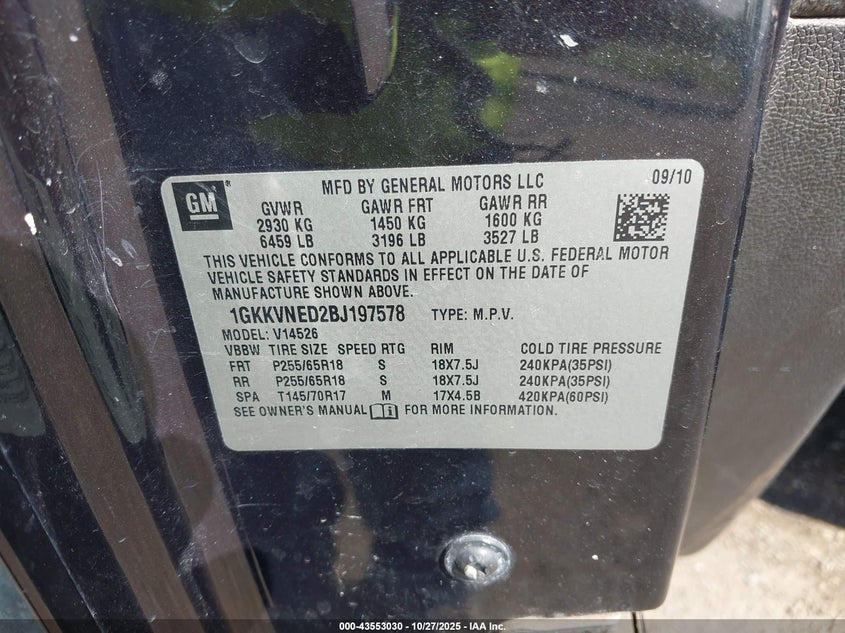 GM ®
MFD BY GENERAL MOTORS LLC 09/10
GVWR GAWR FRT GAWR RR
2930 KG 1450 KG 1600 KG
6459 LB 3196 LB 3527 LB
THIS VEHICLE CONFORMS TO ALL APPLICABLE U.S. FEDERAL MOTOR
VEHICLE SAFETY STANDARDS IN EFFECT ON THE DATE OF
MANUFACTURE SHOWN ABOVE.
1GKKVNED2BJ197578 TYPE: M.P.V.
MODEL: V14526
VBBW TIRE SIZE SPEED RTG RIM COLD TIRE PRESSURE
FRT P255/65R18 S 18X7.5J 240KPA(35PSI)
RR P255/65R18 S 18X7.5J 240KPA(35PSI)
SPA T145/70R17 M 17X4.5B 420KPA(60PSI)
SEE OWNER'S MANUAL FOR MORE INFORMATION.
000-43553030 - 10/27/2025 - IAA Inc.